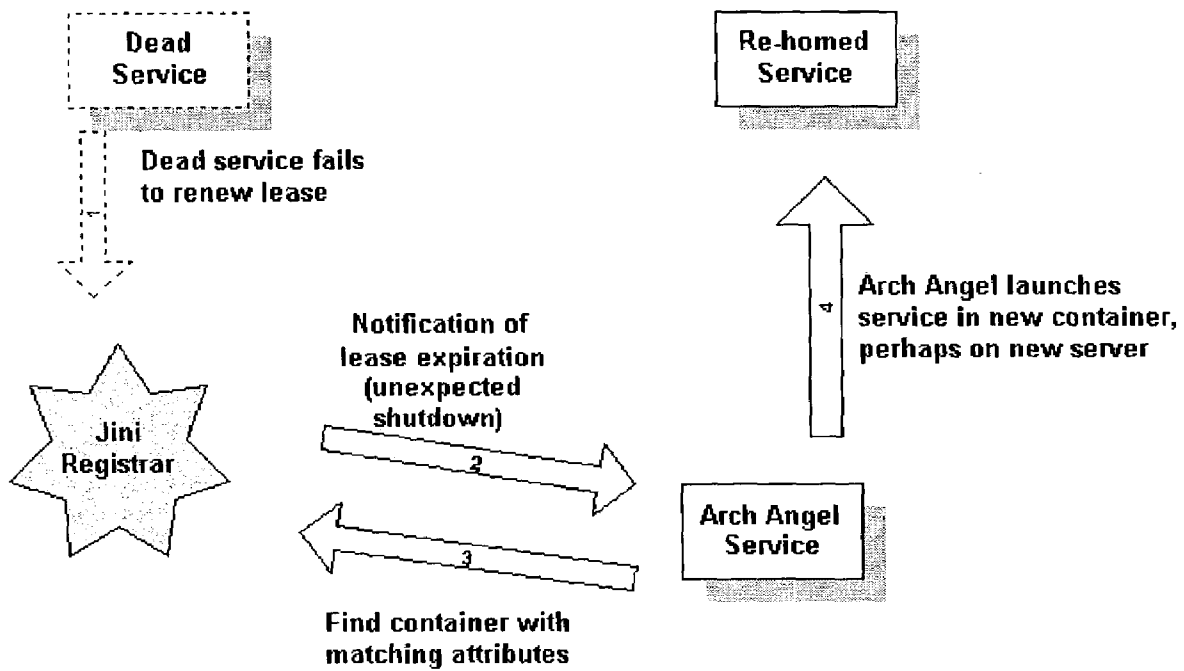 Dead
Service
Re-homed
Service
Dead service fails
to renew lease
1
Notification of
lease expiration
(unexpected
shutdown)
Arch Angel launches
service in new container,
perhaps on new server
4
Jini
Registrar
2
3
Arch Angel
Service
Find container with
matching attributes